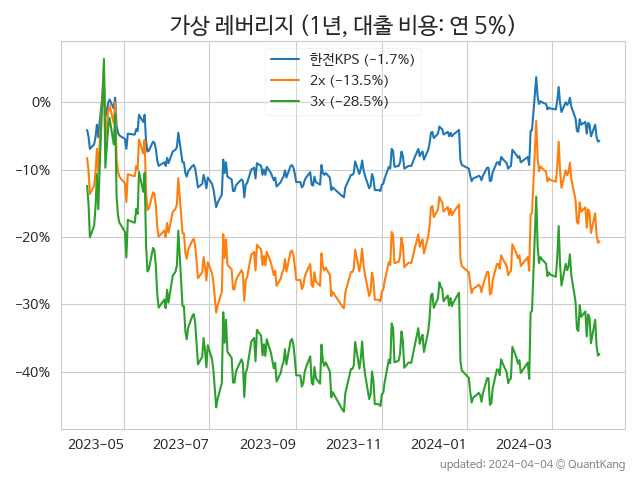 가상 레버리지 (1년, 대출 비용: 연 5%)
한전KPS (−1.7%)
2x (−13.5%)
3x (−28.5%)
0%
−10%
−20%
−30%
−40%
2023−05 2023−07 2023−09 2023−11 2024−01 2024−03
updated: 2024−04−04 © QuantKang